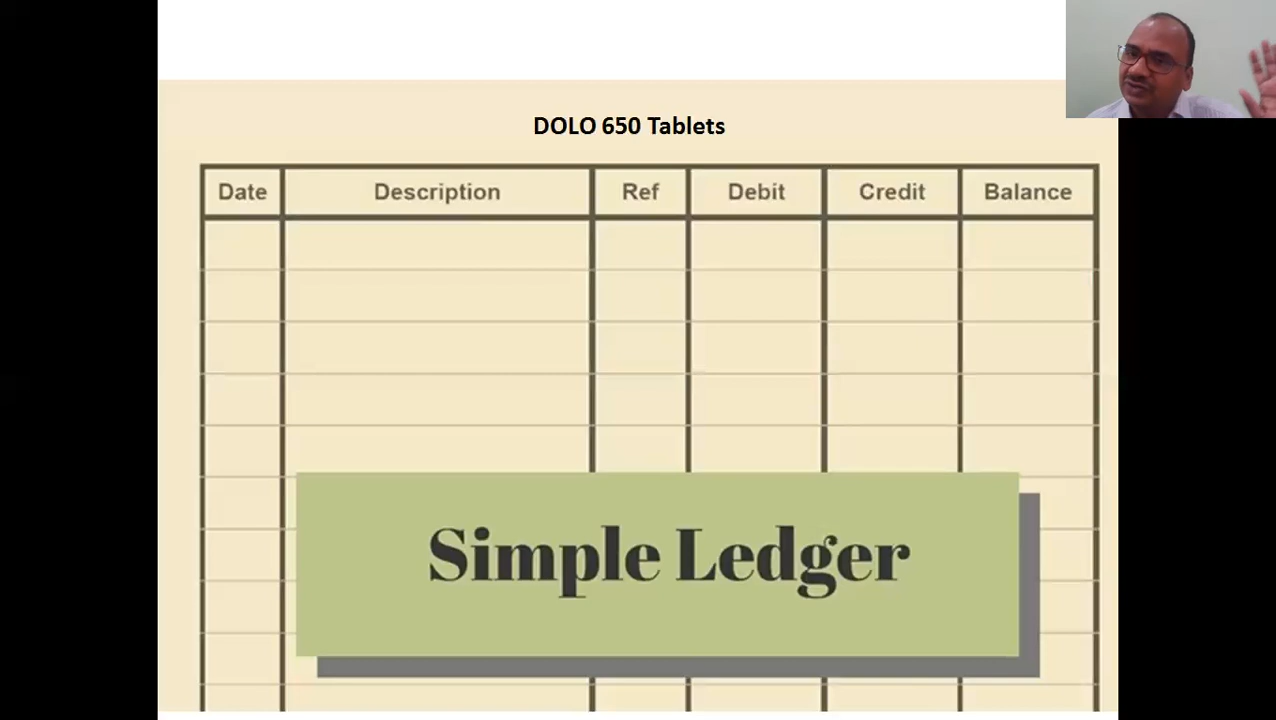 DOLO 650 Tablets
Date Description Ref Debit Credit Balance
Simple Ledger